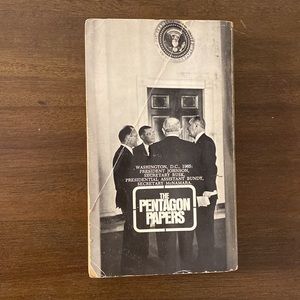 WASHINGTON, D.C., 1965:
PRESIDENT JOHNSON,
SECRETARY RUSK,
PRESIDENTIAL ASSISTANT BUNDY,
SECRETARY McNAMARA.
THE
PENTAGON
PAPERS